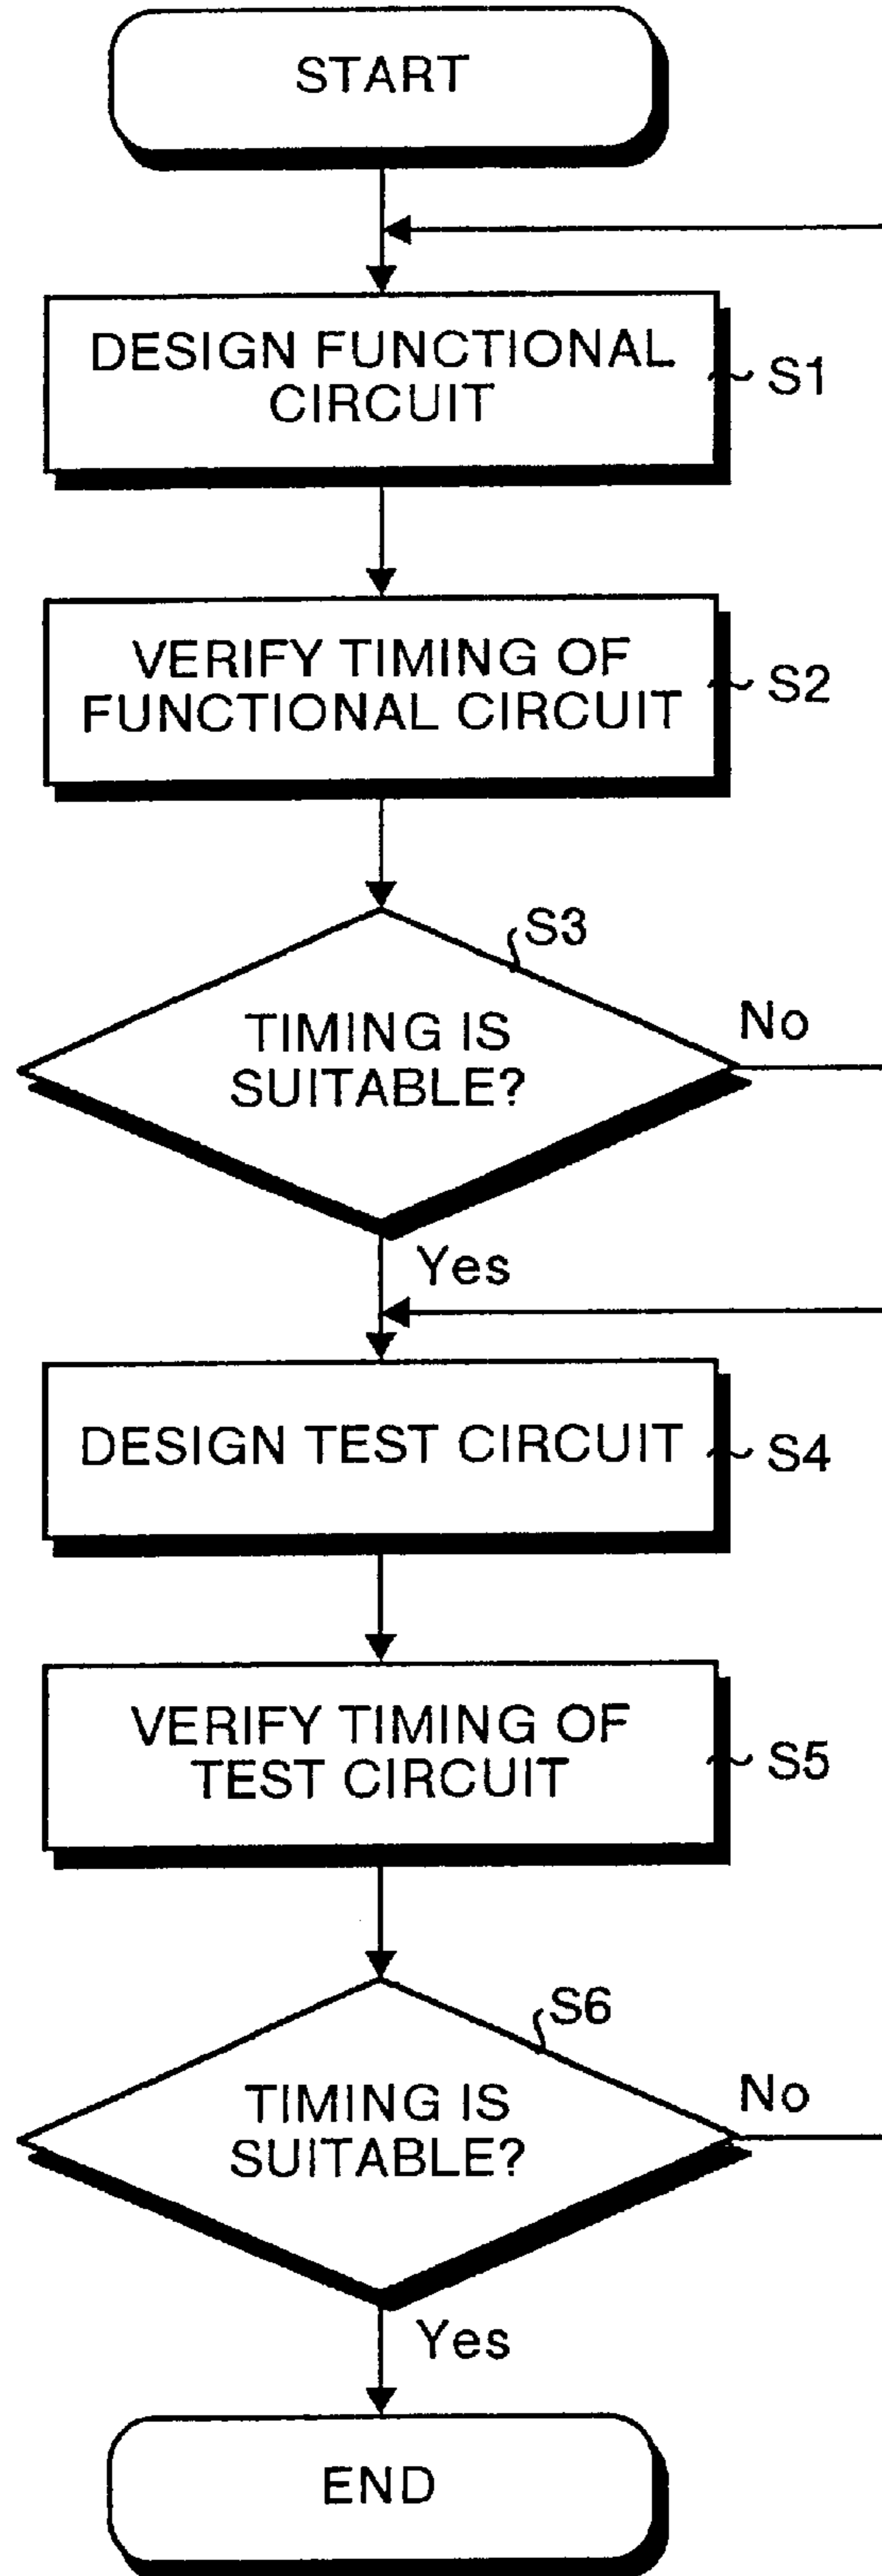 START
DESIGN FUNCTIONAL
CIRCUIT
S1
VERIFY TIMING OF
FUNCTIONAL CIRCUIT
S2
S3
TIMING IS
SUITABLE?
No
Yes
DESIGN TEST CIRCUIT
S4
VERIFY TIMING OF
TEST CIRCUIT
S5
S6
TIMING IS
SUITABLE?
No
Yes
END